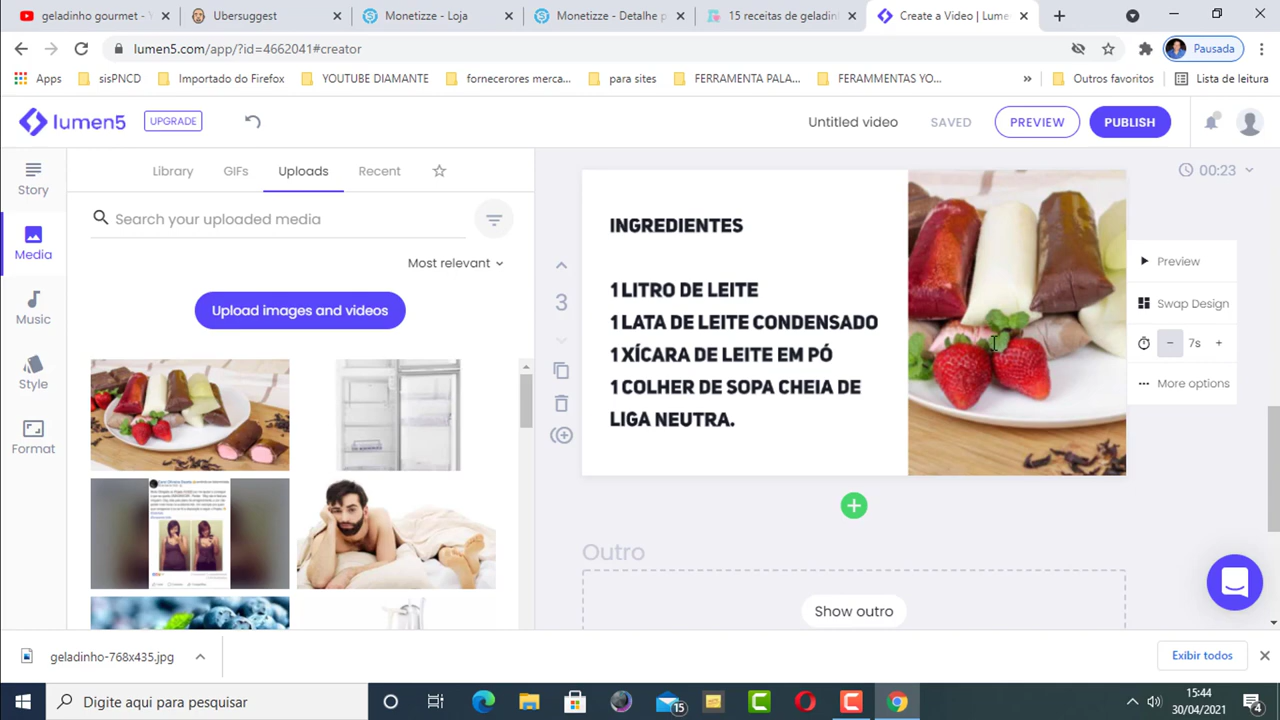 geladinho gourmet - Y
Ubersuggest
Monetizze - Loja
Monetizze - Detalhe p
15 receitas de geladinh
Create a Video | Lume
lumen5.com/app/?id=4662041#creator
Pausada
Apps
sisPNCD
Importado do Firefox
YOUTUBE DIAMANTE
fornecerores merca...
para sites
FERRAMENTA PALA...
FERAMMENTAS YO...
»
Outros favoritos
Lista de leitura
lumen5
UPGRADE
Untitled video
SAVED
PREVIEW
PUBLISH
Story
Media
Music
Style
Format
Library
GIFs
Uploads
Recent
Search your uploaded media
Most relevant
Upload images and videos
00:23
3
INGREDIENTES
1 LITRO DE LEITE
1 LATA DE LEITE CONDENSADO
1 XÍCARA DE LEITE EM PÓ
1 COLHER DE SOPA CHEIA DE
LIGA NEUTRA.
Preview
Swap Design
− 7s +
More options
Outro
Show outro
geladinho-768x435.jpg
Exibir todos
Digite aqui para pesquisar
15
15:44
30/04/2021
4